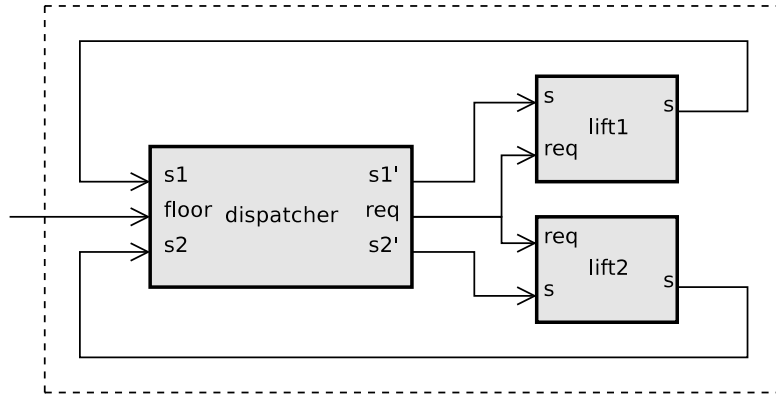 s
s
lift1
req
s1
s1'
floor
dispatcher
req
s2
s2'
req
lift2
s
s